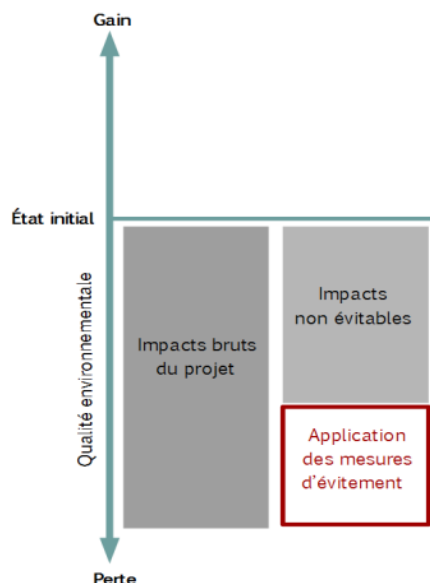 Gain
État initial
Qualité environnementale
Impacts bruts
du projet
Impacts
non évitables
Application
des mesures
d'évitement
Perte